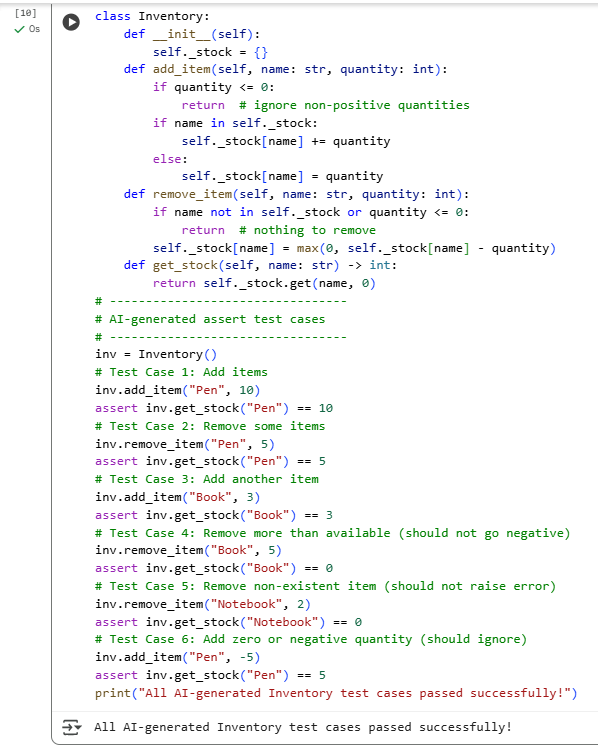 [10]
0s
class Inventory:
    def __init__(self):
        self._stock = {}
    def add_item(self, name: str, quantity: int):
        if quantity <= 0:
            return  # ignore non-positive quantities
        if name in self._stock:
            self._stock[name] += quantity
        else:
            self._stock[name] = quantity
    def remove_item(self, name: str, quantity: int):
        if name not in self._stock or quantity <= 0:
            return  # nothing to remove
        self._stock[name] = max(0, self._stock[name] - quantity)
    def get_stock(self, name: str) -> int:
        return self._stock.get(name, 0)
# ---------------------------------
# AI-generated assert test cases
# ---------------------------------
inv = Inventory()
# Test Case 1: Add items
inv.add_item("Pen", 10)
assert inv.get_stock("Pen") == 10
# Test Case 2: Remove some items
inv.remove_item("Pen", 5)
assert inv.get_stock("Pen") == 5
# Test Case 3: Add another item
inv.add_item("Book", 3)
assert inv.get_stock("Book") == 3
# Test Case 4: Remove more than available (should not go negative)
inv.remove_item("Book", 5)
assert inv.get_stock("Book") == 0
# Test Case 5: Remove non-existent item (should not raise error)
inv.remove_item("Notebook", 2)
assert inv.get_stock("Notebook") == 0
# Test Case 6: Add zero or negative quantity (should ignore)
inv.add_item("Pen", -5)
assert inv.get_stock("Pen") == 5
print("All AI-generated Inventory test cases passed successfully!")
All AI-generated Inventory test cases passed successfully!